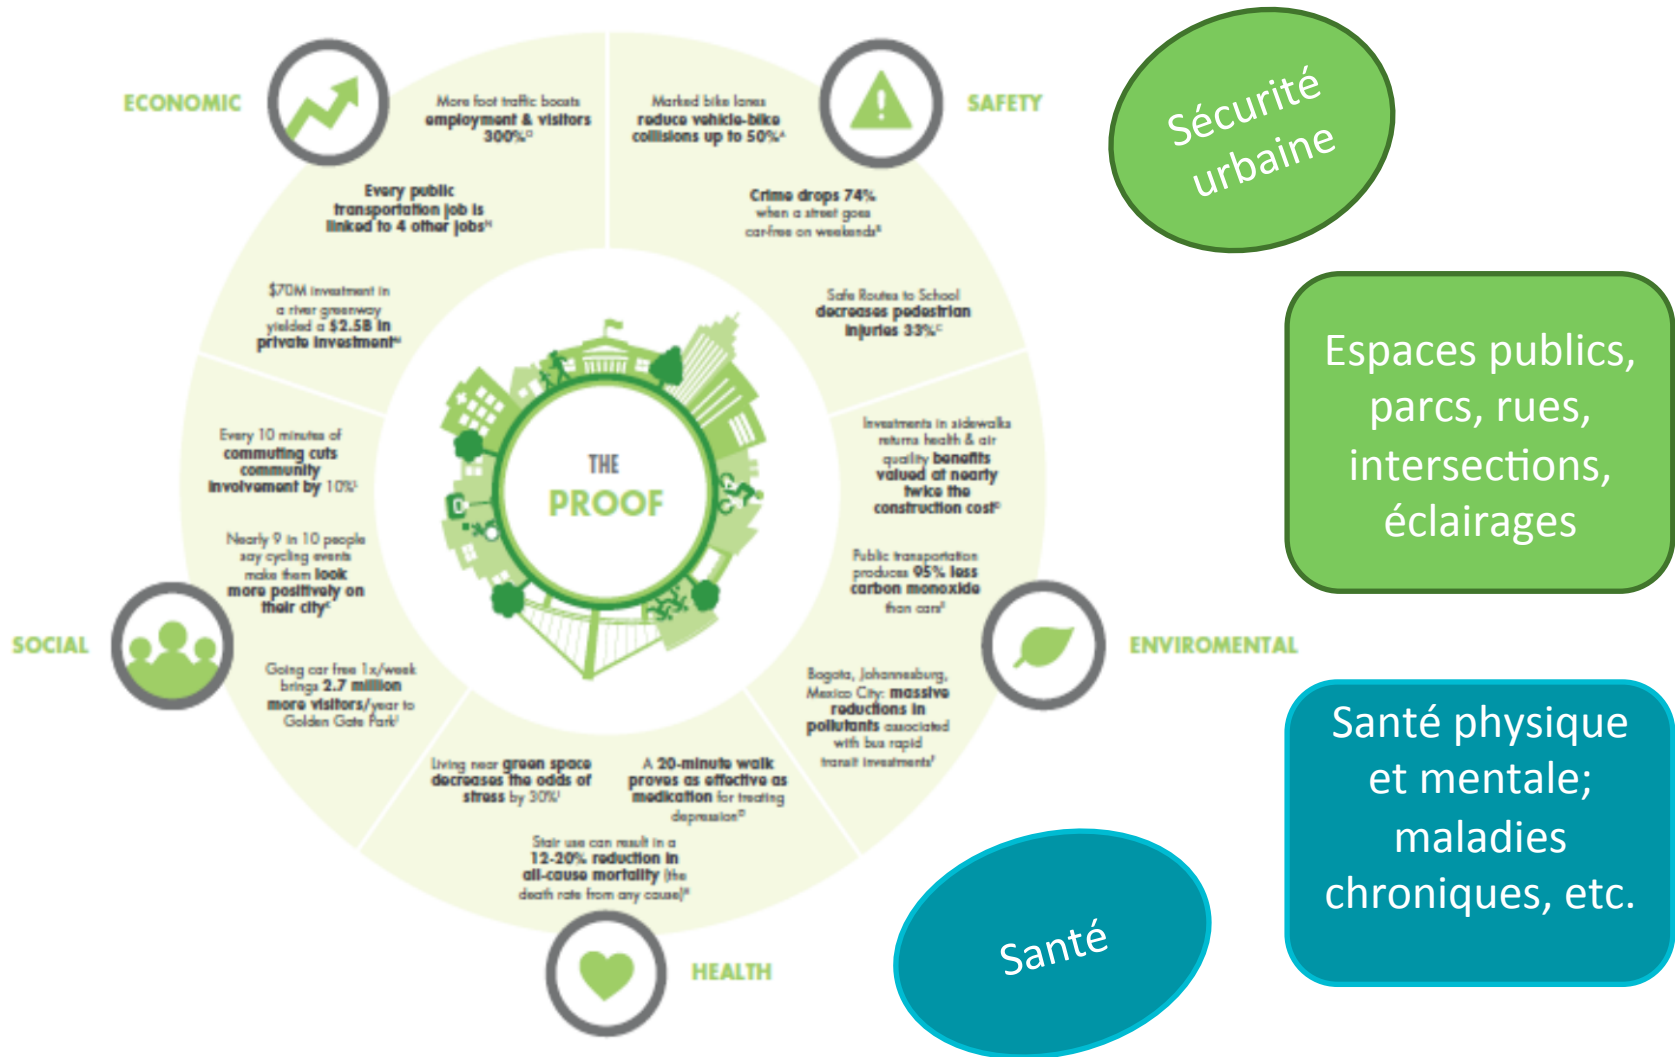 ECONOMIC
More foot traffic boosts
employment & visitors
300%
Every public
transportation job is
linked to 4 other jobs
$70M investment in
a river greenway
yielded a $2.5B in
private investment
SAFETY
Marked bike lanes
reduce vehicle-bike
collisions up to 50%
Crime drops 74%
when a street goes
car-free on weekends
Safe Routes to School
decreases pedestrian
injuries 33%
Investments in sidewalks
returns health & air
quality benefits
valued at nearly
twice the
construction cost
Public transportation
produces 95% less
carbon monoxide
than cars
Bogota, Johannesburg,
Mexico City: massive
reductions in
pollutants associated
with bus rapid
transit investments
ENVIROMENTAL
THE
PROOF
Every 10 minutes of
commuting cuts
community
involvement by 10%
Nearly 9 in 10 people
say cycling events
make them look
more positively on
their city
Going car free 1x/week
brings 2.7 million
more visitors/year to
Golden Gate Park
SOCIAL
Living near green space
decreases the odds of
stress by 30%
A 20-minute walk
proves as effective as
medication for treating
depression
Stair use can result in a
12-20% reduction in
all-cause mortality (the
death rate from any cause)
HEALTH
Sécurité
urbaine
Espaces publics,
parcs, rues,
intersections,
éclairages
Santé physique
et mentale;
maladies
chroniques, etc.
Santé